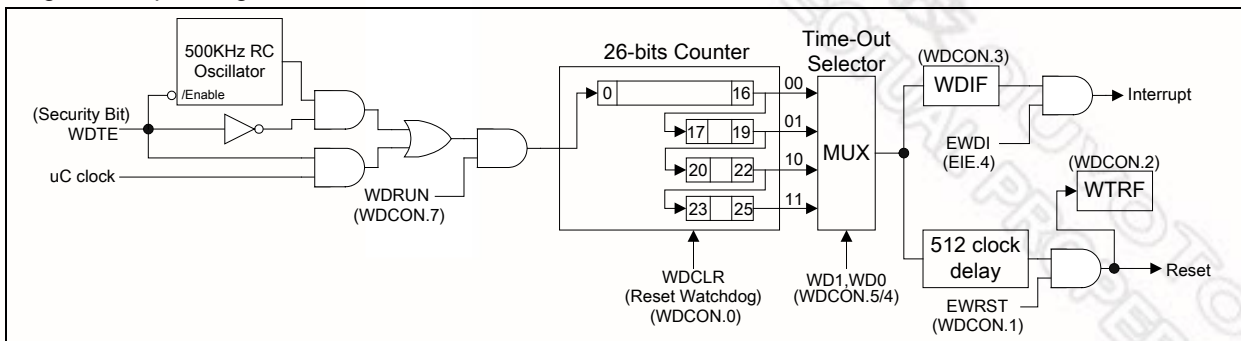 500KHz RC
Oscillator
/Enable
(Security Bit)
WDTE
uC clock
WDRUN
(WDCON.7)
26-bits Counter
0 16
17 19
20 22
23 25
00
01
10
11
WDCLR
(Reset Watchdog)
(WDCON.0)
Time-Out
Selector
MUX
WD1,WD0
(WDCON.5/4)
(WDCON.3)
WDIF
EWDI
(EIE.4)
Interrupt
(WDCON.2)
WTRF
512 clock
delay
EWRST
(WDCON.1)
Reset